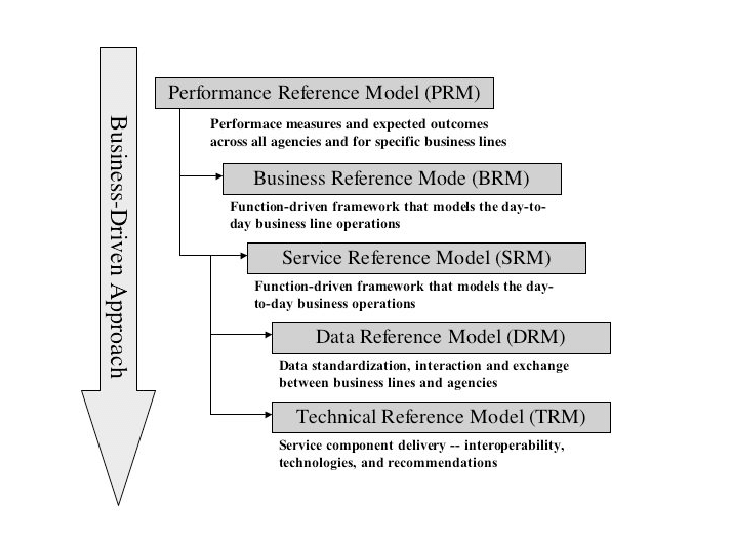 Business-Driven Approach
Performance Reference Model (PRM)
Performace measures and expected outcomes
across all agencies and for specific business lines
Business Reference Mode (BRM)
Function-driven framework that models the day-to-
day business line operations
Service Reference Model (SRM)
Function-driven framework that models the day-
to-day business operations
Data Reference Model (DRM)
Data standardization, interaction and exchange
between business lines and agencies
Technical Reference Model (TRM)
Service component delivery -- interoperability,
technologies, and recommendations